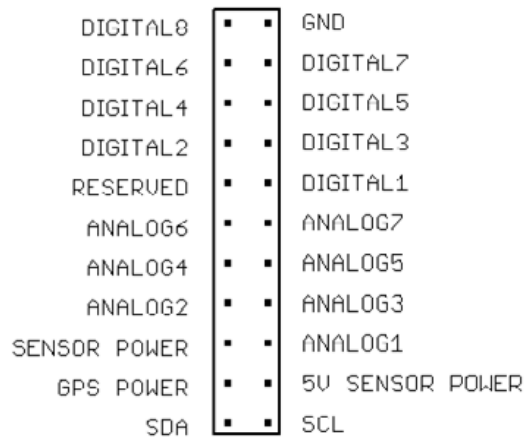 DIGITAL8 GND
DIGITAL6 DIGITAL7
DIGITAL4 DIGITAL5
DIGITAL2 DIGITAL3
RESERVED DIGITAL1
ANALOG6 ANALOG7
ANALOG4 ANALOG5
ANALOG2 ANALOG3
SENSOR POWER ANALOG1
GPS POWER 5V SENSOR POWER
SDA SCL